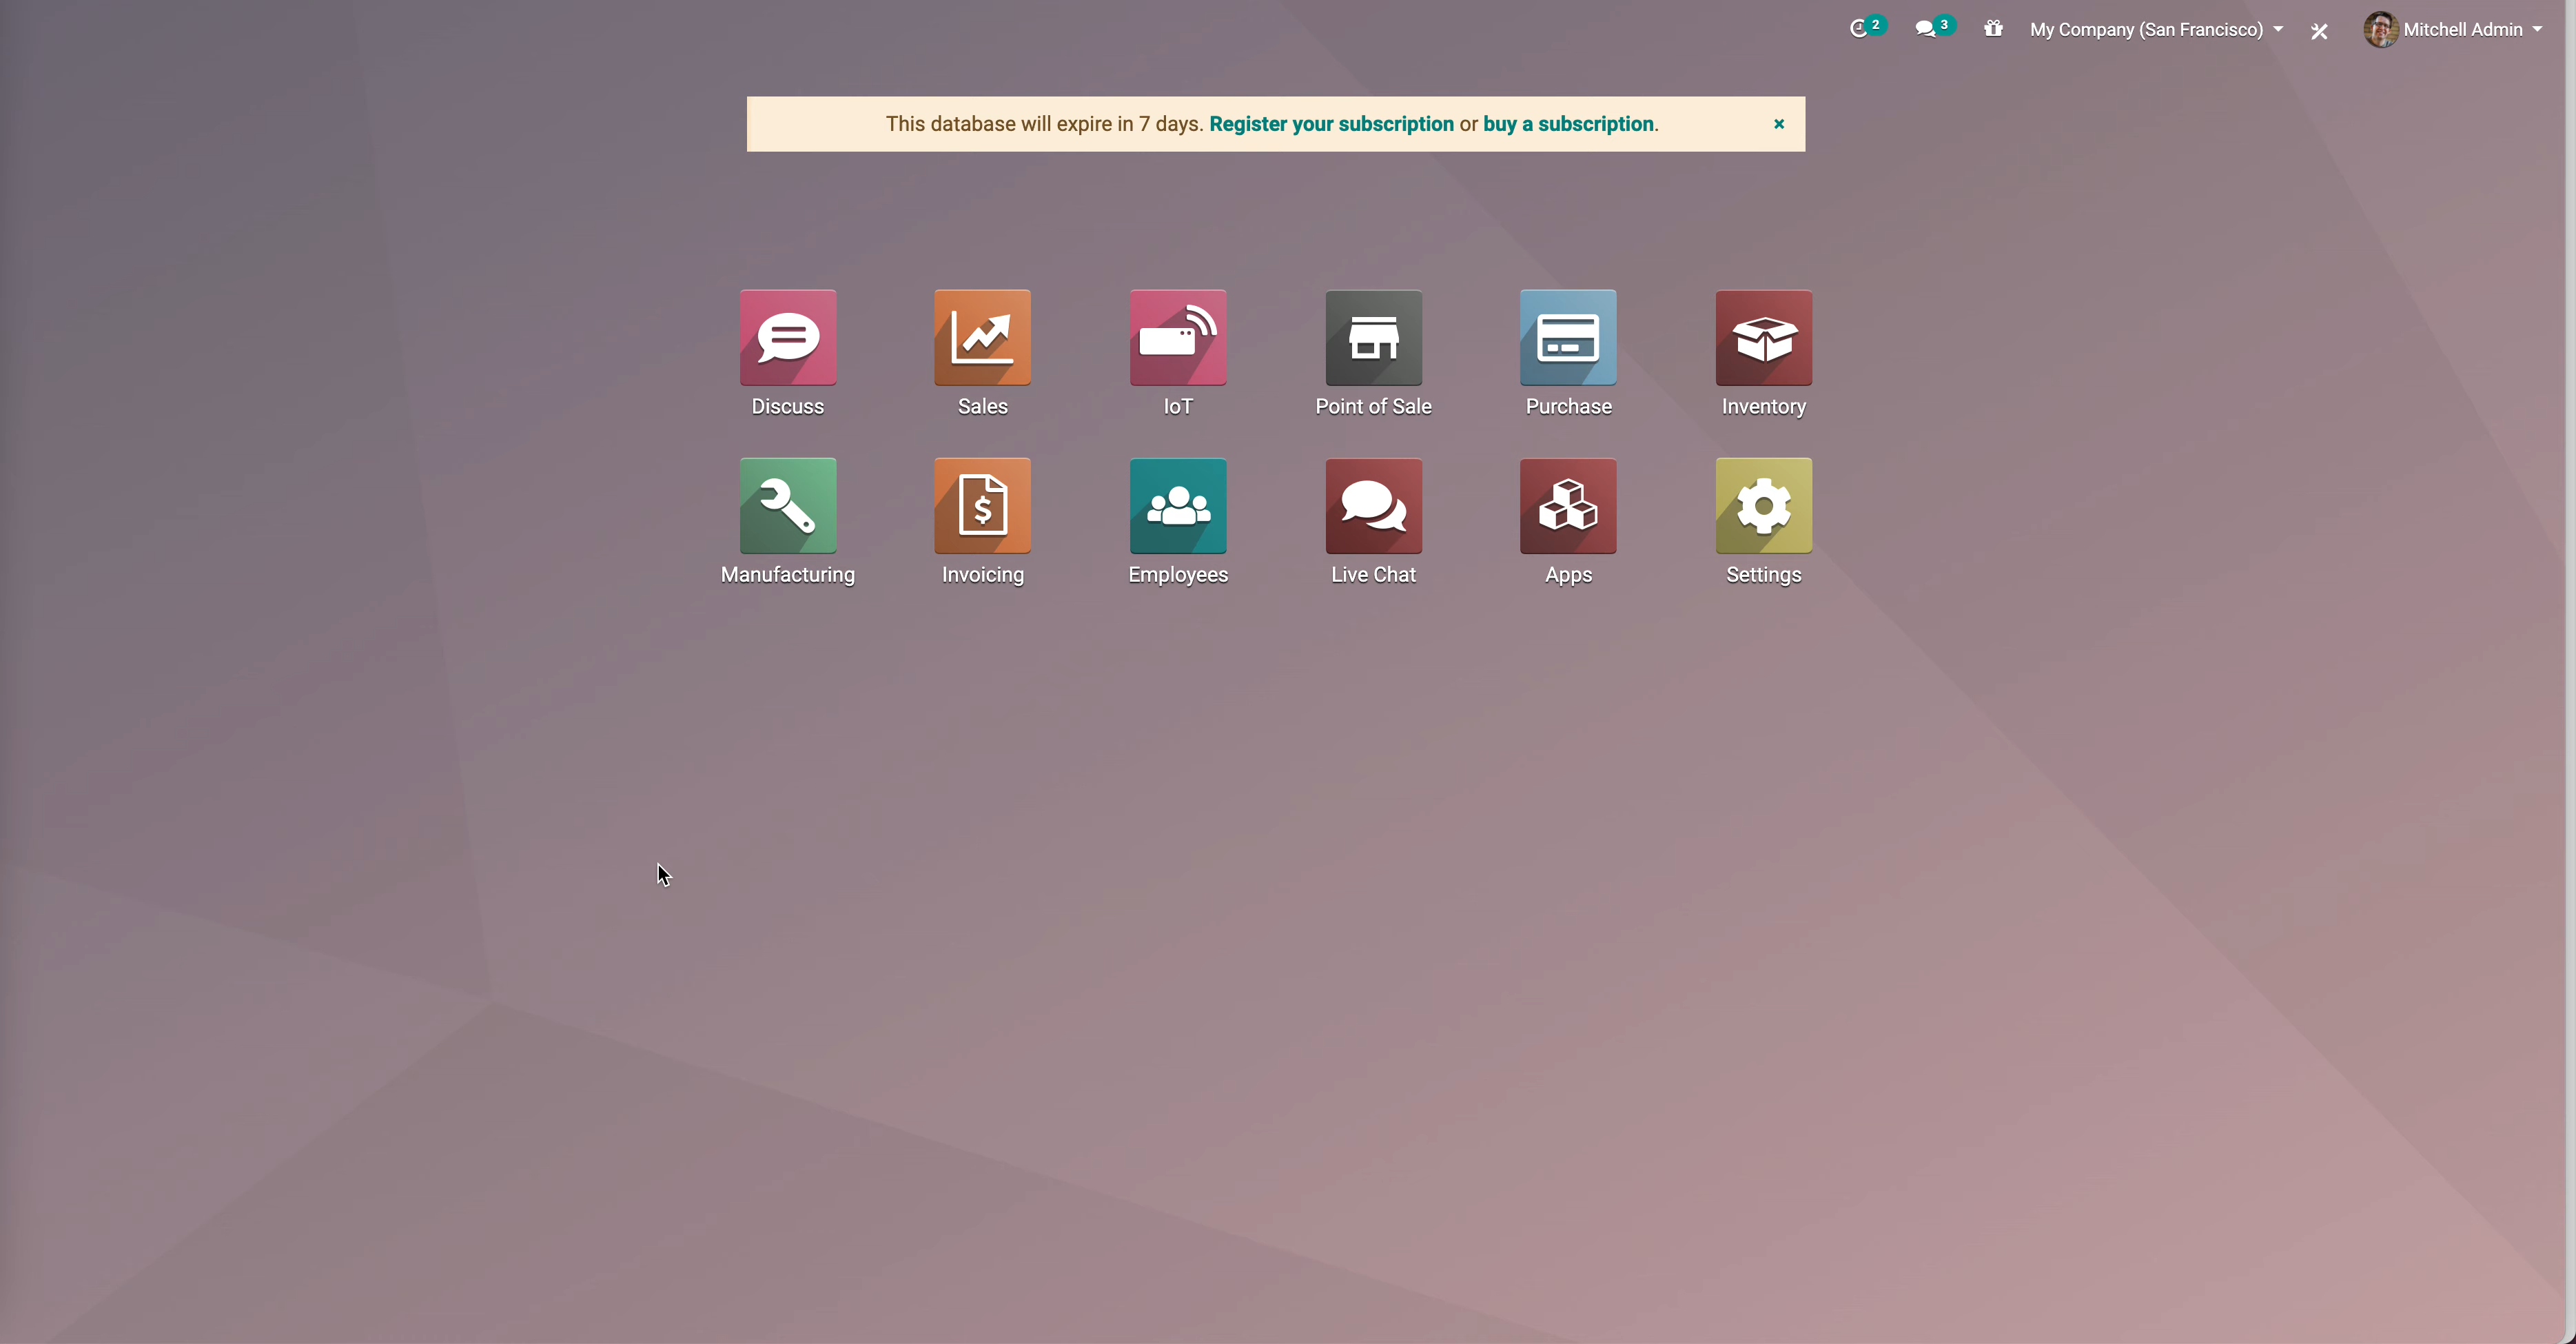 2 3 My Company (San Francisco) Mitchell Admin
This database will expire in 7 days. Register your subscription or buy a subscription. ×
Discuss Sales IoT Point of Sale Purchase Inventory
$
Manufacturing Invoicing Employees Live Chat Apps Settings